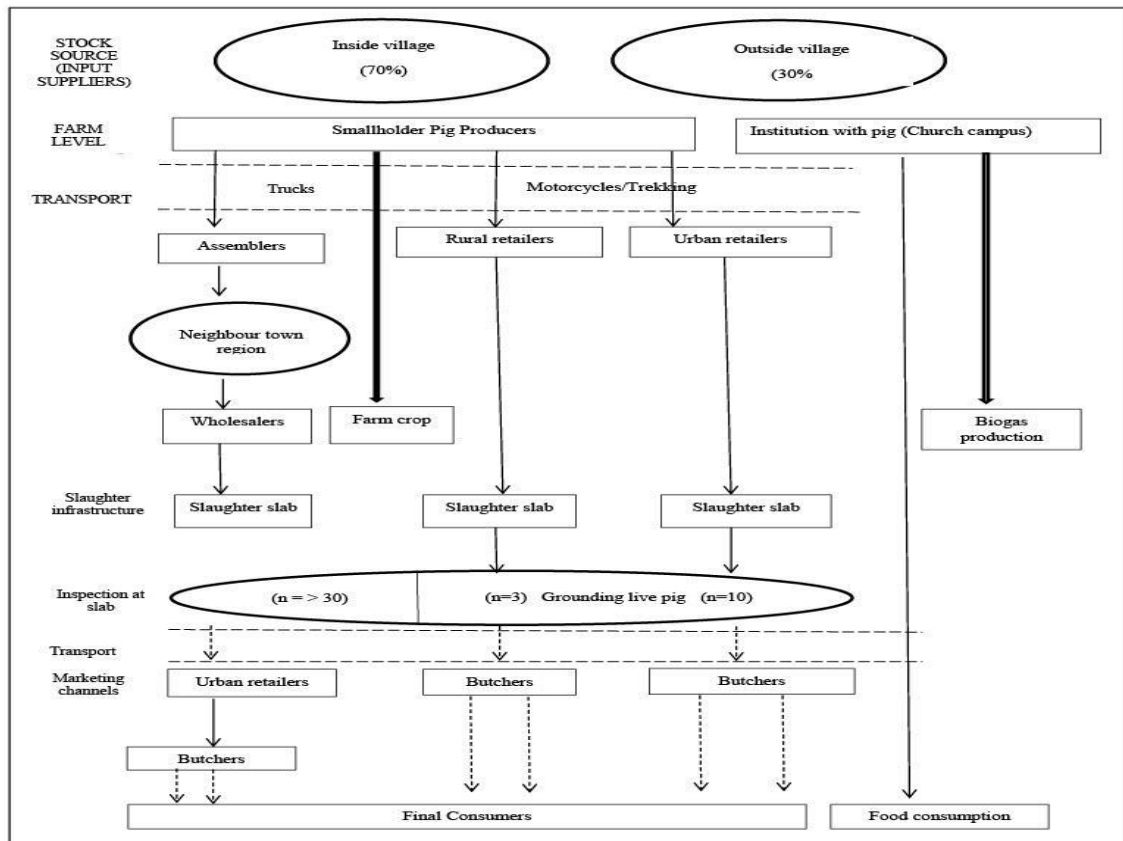 STOCK
SOURCE
(INPUT
SUPPLIERS)
Inside village
(70%)
Outside village
(30%
FARM
LEVEL
Smallholder Pig Producers
Institution with pig (Church campus)
TRANSPORT
Trucks
Motorcycles/Trekking
Assemblers
Rural retailers
Urban retailers
Neighbour town
region
Wholesalers
Farm crop
Biogas
production
Slaughter
infrastructure
Slaughter slab
Slaughter slab
Slaughter slab
Inspection at
slab
(n = > 30)
(n=3) Grounding live pig (n=10)
Transport
Marketing
channels
Urban retailers
Butchers
Butchers
Butchers
Final Consumers
Food consumption